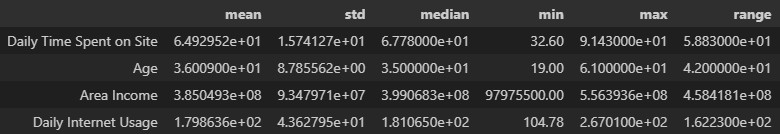 mean std median min max range
Daily Time Spent on Site 6.492952e+01 1.574127e+01 6.778000e+01 32.60 9.143000e+01 5.883000e+01
Age 3.600900e+01 8.785562e+00 3.500000e+01 19.00 6.100000e+01 4.200000e+01
Area Income 3.850493e+08 9.347971e+07 3.990683e+08 97975500.00 5.563936e+08 4.584181e+08
Daily Internet Usage 1.798636e+02 4.362795e+01 1.810650e+02 104.78 2.670100e+02 1.622300e+02